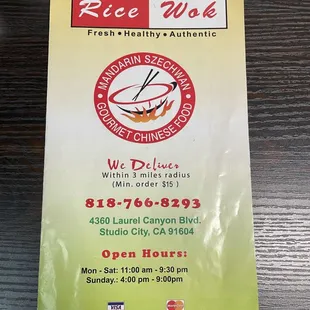 Rice Wok
Fresh • Healthy • Authentic
• MANDARIN SZECHWAN •
GOURMET CHINESE FOOD
We Deliver
Within 3 miles radius
(Min. order $15 )
818-766-8293
4360 Laurel Canyon Blvd.
Studio City, CA 91604
Open Hours:
Mon - Sat: 11:00 am - 9:30 pm
Sunday.: 4:00 pm - 9:00pm
VISA